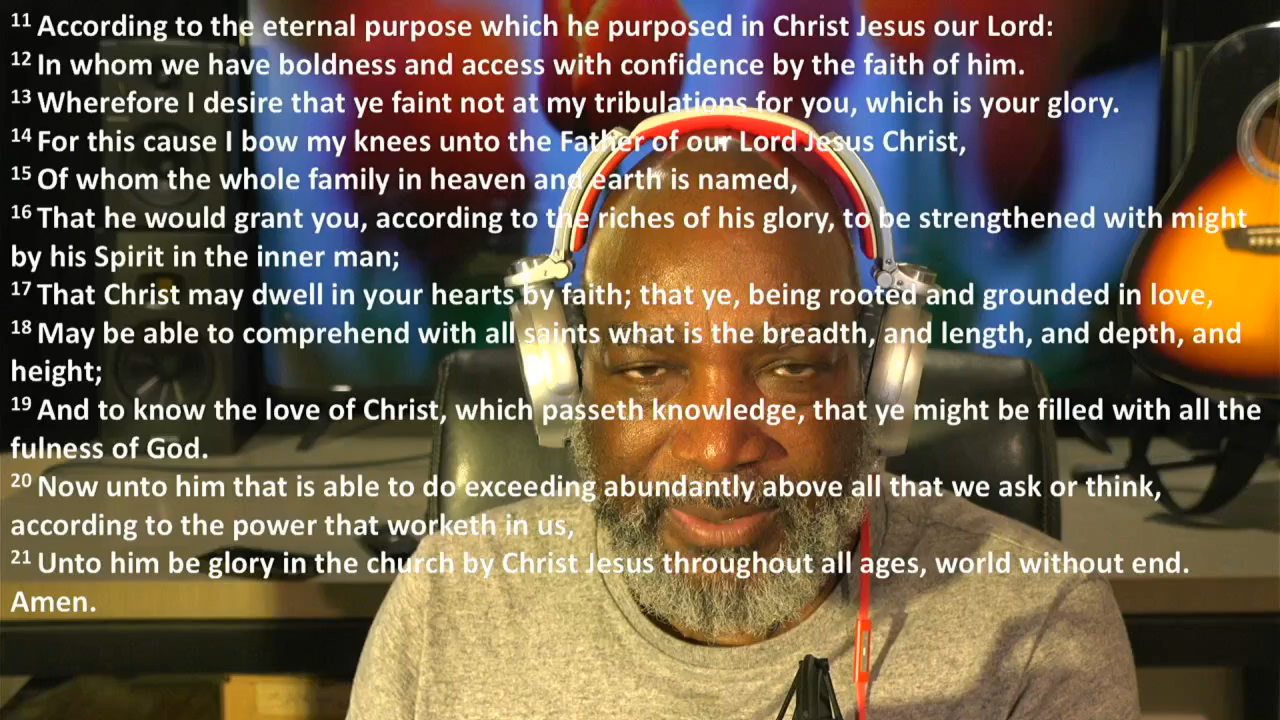 11 According to the eternal purpose which he purposed in Christ Jesus our Lord:
12 In whom we have boldness and access with confidence by the faith of him.
13 Wherefore I desire that ye faint not at my tribulations for you, which is your glory.
14 For this cause I bow my knees unto the Father of our Lord Jesus Christ,
15 Of whom the whole family in heaven and earth is named,
16 That he would grant you, according to the riches of his glory, to be strengthened with might
by his Spirit in the inner man;
17 That Christ may dwell in your hearts by faith; that ye, being rooted and grounded in love,
18 May be able to comprehend with all saints what is the breadth, and length, and depth, and
height;
19 And to know the love of Christ, which passeth knowledge, that ye might be filled with all the
fulness of God.
20 Now unto him that is able to do exceeding abundantly above all that we ask or think,
according to the power that worketh in us,
21 Unto him be glory in the church by Christ Jesus throughout all ages, world without end.
Amen.